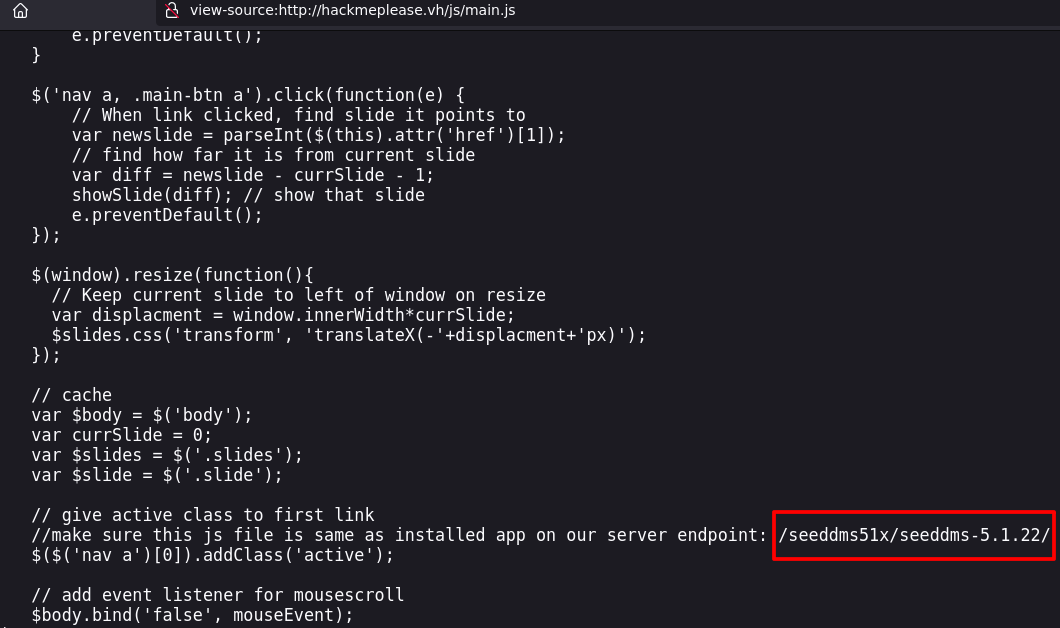 view-source:http://hackmeplease.vh/js/main.js
e.preventDefault();
}
$('nav a, .main-btn a').click(function(e) {
// When link clicked, find slide it points to
var newslide = parseInt($(this).attr('href')[1]);
// find how far it is from current slide
var diff = newslide - currSlide - 1;
showSlide(diff); // show that slide
e.preventDefault();
});
$(window).resize(function(){
// Keep current slide to left of window on resize
var displacment = window.innerWidth*currSlide;
$slides.css('transform', 'translateX(-'+displacment+'px)');
});
// cache
var $body = $('body');
var currSlide = 0;
var $slides = $('.slides');
var $slide = $('.slide');
// give active class to first link
//make sure this js file is same as installed app on our server endpoint: /seeddms51x/seeddms-5.1.22/
$($('nav a')[0]).addClass('active');
// add event listener for mousescroll
$body.bind('false', mouseEvent);